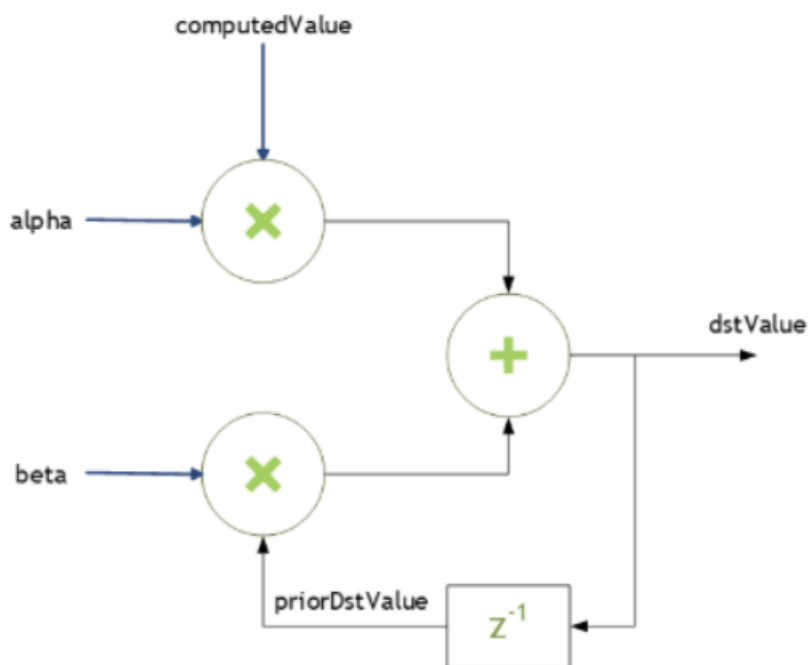 computedValue
alpha
×
+
dstValue
beta
×
priorDstValue
z⁻¹